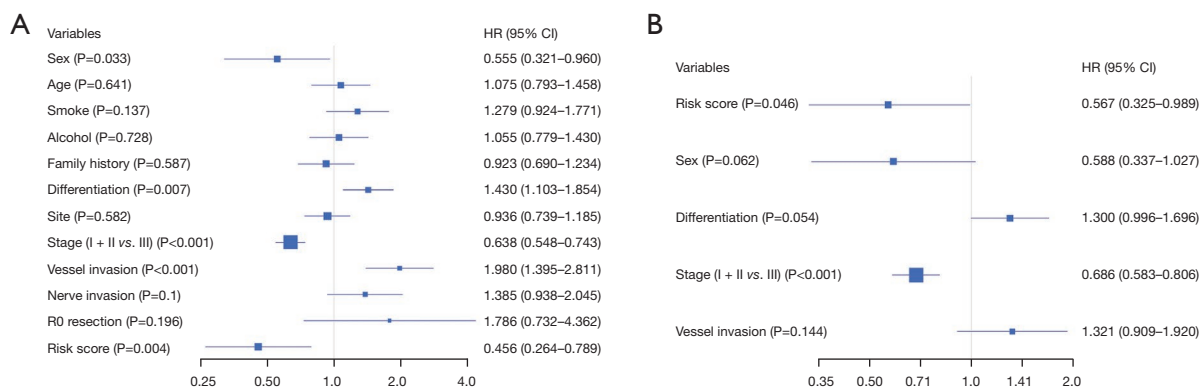 A
Variables HR (95% CI)
Sex (P=0.033) 0.555 (0.321–0.960)
Age (P=0.641) 1.075 (0.793–1.458)
Smoke (P=0.137) 1.279 (0.924–1.771)
Alcohol (P=0.728) 1.055 (0.779–1.430)
Family history (P=0.587) 0.923 (0.690–1.234)
Differentiation (P=0.007) 1.430 (1.103–1.854)
Site (P=0.582) 0.936 (0.739–1.185)
Stage (I + II vs. III) (P<0.001) 0.638 (0.548–0.743)
Vessel invasion (P<0.001) 1.980 (1.395–2.811)
Nerve invasion (P=0.1) 1.385 (0.938–2.045)
R0 resection (P=0.196) 1.786 (0.732–4.362)
Risk score (P=0.004) 0.456 (0.264–0.789)
0.25 0.50 1.0 2.0 4.0
B
Variables HR (95% CI)
Risk score (P=0.046) 0.567 (0.325–0.989)
Sex (P=0.062) 0.588 (0.337–1.027)
Differentiation (P=0.054) 1.300 (0.996–1.696)
Stage (I + II vs. III) (P<0.001) 0.686 (0.583–0.806)
Vessel invasion (P=0.144) 1.321 (0.909–1.920)
0.35 0.50 0.71 1.0 1.41 2.0